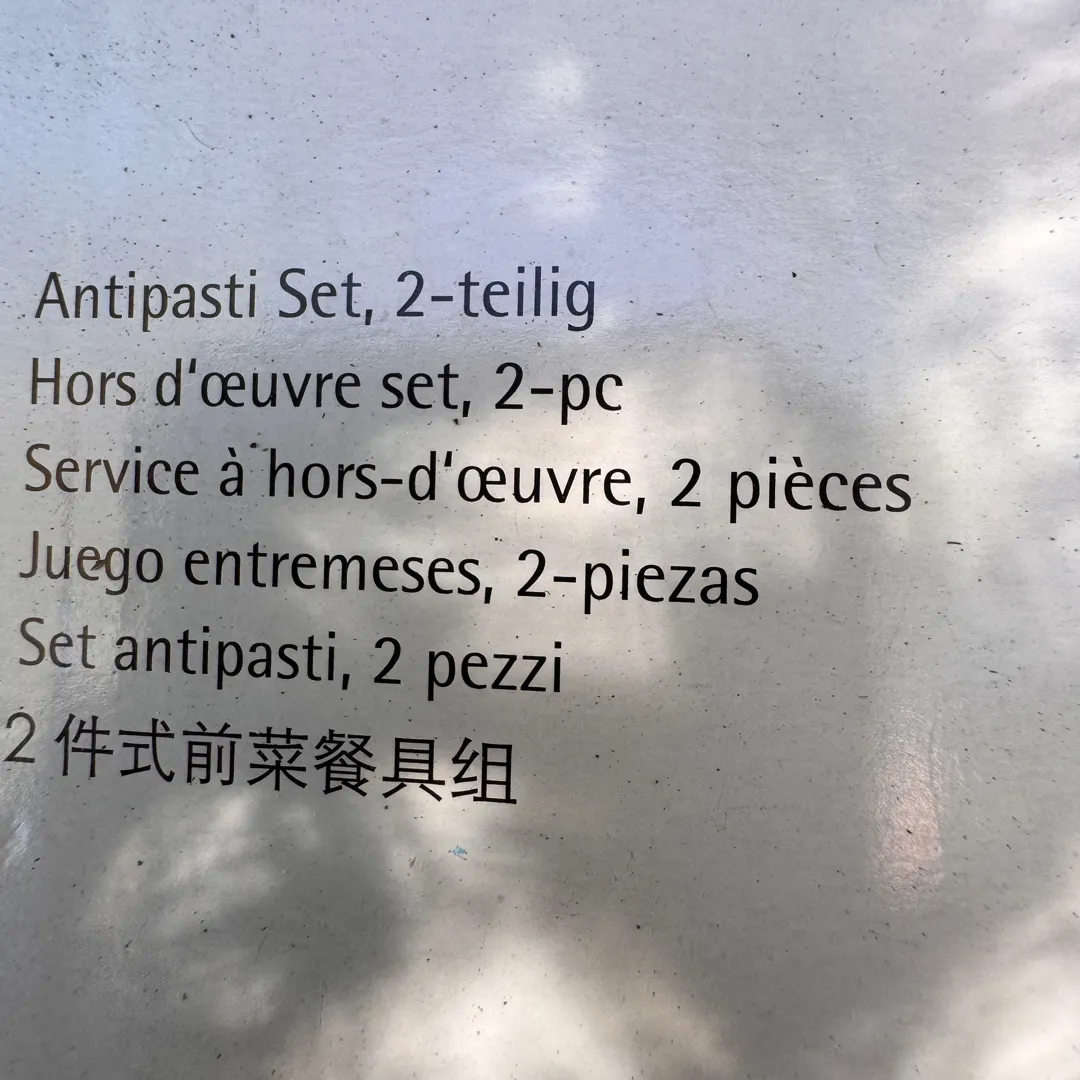 Antipasti Set, 2-teilig
Hors d‘œuvre set, 2-pc
Service à hors-d‘œuvre, 2 pièces
Juego entremeses, 2-piezas
Set antipasti, 2 pezzi
2 件式前菜餐具组